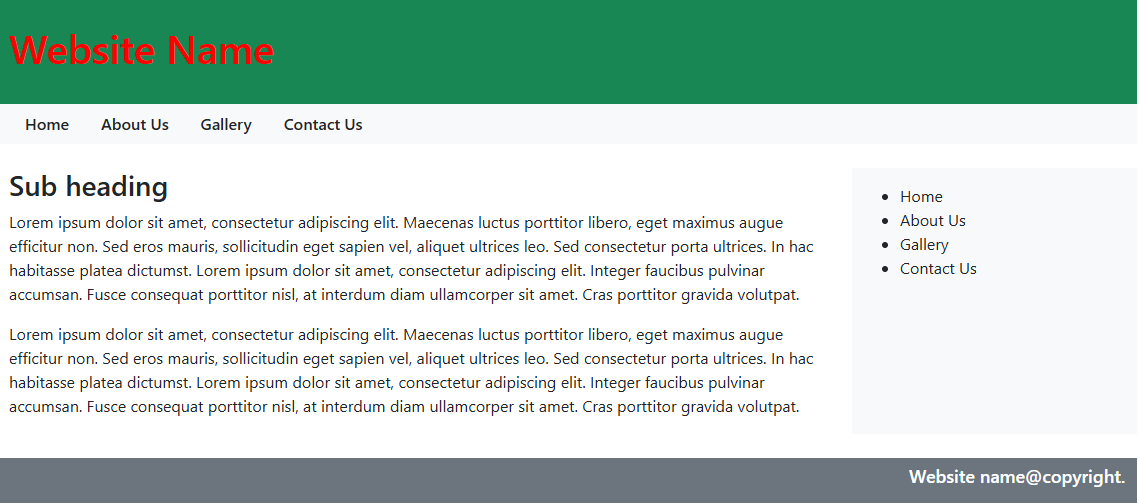 Website Name
Home About Us Gallery Contact Us
Sub heading
Lorem ipsum dolor sit amet, consectetur adipiscing elit. Maecenas luctus porttitor libero, eget maximus augue
efficitur non. Sed eros mauris, sollicitudin eget sapien vel, aliquet ultrices leo. Sed consectetur porta ultrices. In hac
habitasse platea dictumst. Lorem ipsum dolor sit amet, consectetur adipiscing elit. Integer faucibus pulvinar
accumsan. Fusce consequat porttitor nisl, at interdum diam ullamcorper sit amet. Cras porttitor gravida volutpat.
Lorem ipsum dolor sit amet, consectetur adipiscing elit. Maecenas luctus porttitor libero, eget maximus augue
efficitur non. Sed eros mauris, sollicitudin eget sapien vel, aliquet ultrices leo. Sed consectetur porta ultrices. In hac
habitasse platea dictumst. Lorem ipsum dolor sit amet, consectetur adipiscing elit. Integer faucibus pulvinar
accumsan. Fusce consequat porttitor nisl, at interdum diam ullamcorper sit amet. Cras porttitor gravida volutpat.
Home
About Us
Gallery
Contact Us
Website name@copyright.